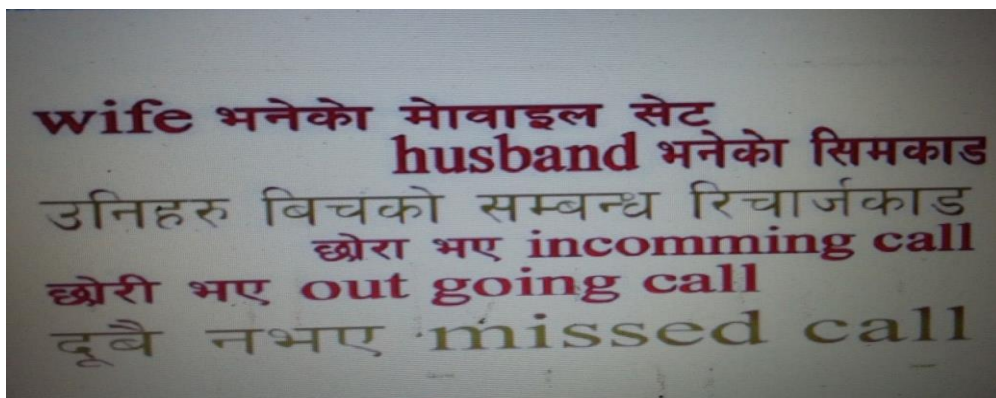 wife भनेको मोवाइल सेट
husband भनेको सिमकाड
उनिहरु बिचको सम्बन्ध रिचार्जकाड
छोरा भए incomming call
छोरी भए out going call
दूबै नभए missed call